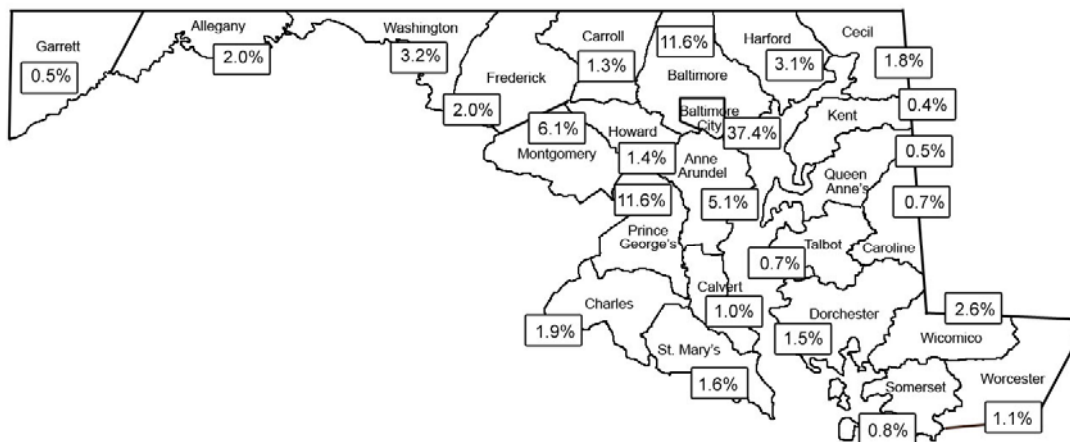 Garrett
0.5%
Allegany
2.0%
Washington
3.2%
Frederick
2.0%
Carroll
1.3%
11.6%
Baltimore
Harford
3.1%
Cecil
1.8%
Baltimore
City
37.4%
Kent
0.4%
6.1%
Montgomery
Howard
1.4%
Anne
Arundel
5.1%
Queen
Anne's
0.5%
11.6%
Prince
George's
Talbot
0.7%
Caroline
0.7%
Calvert
1.0%
Charles
1.9%
St. Mary's
1.6%
Dorchester
1.5%
2.6%
Wicomico
Somerset
0.8%
Worcester
1.1%